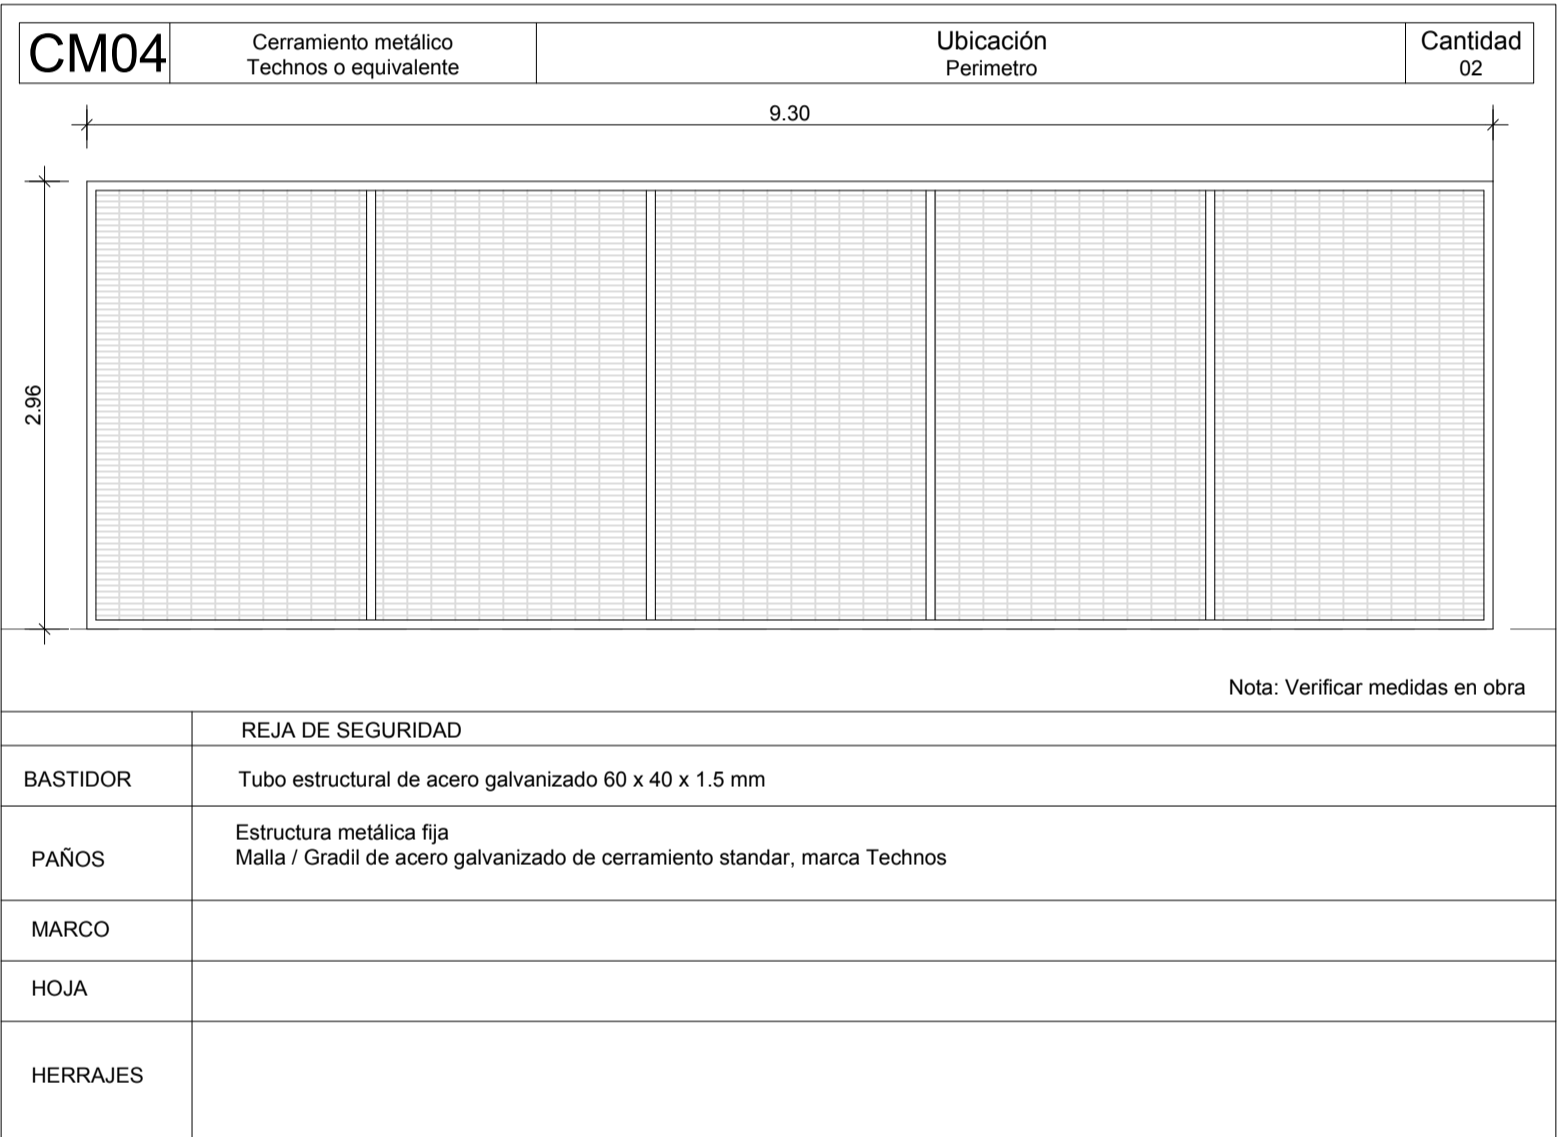 CM04
Cerramiento metálico
Technos o equivalente
Ubicación
Perimetro
Cantidad
02
9.30
2.96
Nota: Verificar medidas en obra
REJA DE SEGURIDAD
BASTIDOR
Tubo estructural de acero galvanizado 60 x 40 x 1.5 mm
PAÑOS
Estructura metálica fija
Malla / Gradil de acero galvanizado de cerramiento standar, marca Technos
MARCO
HOJA
HERRAJES